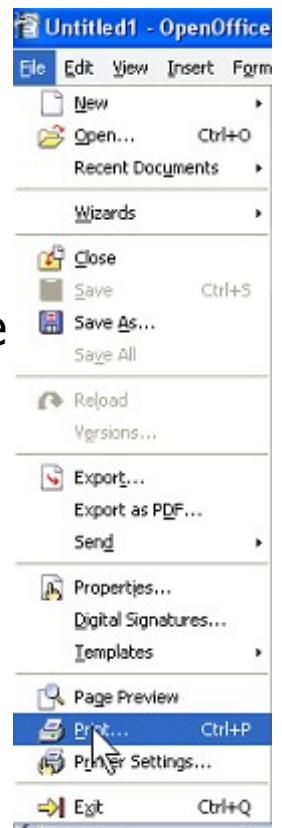 Untitled1 - OpenOffice
File Edit View Insert Form
New
Open... Ctrl+O
Recent Documents
Wizards
Close
Save Ctrl+S
e
Save As...
Save All
Reload
Versions...
Export...
Export as PDF...
Send
Properties...
Digital Signatures...
Templates
Page Preview
Print... Ctrl+P
Printer Settings...
Exit Ctrl+Q